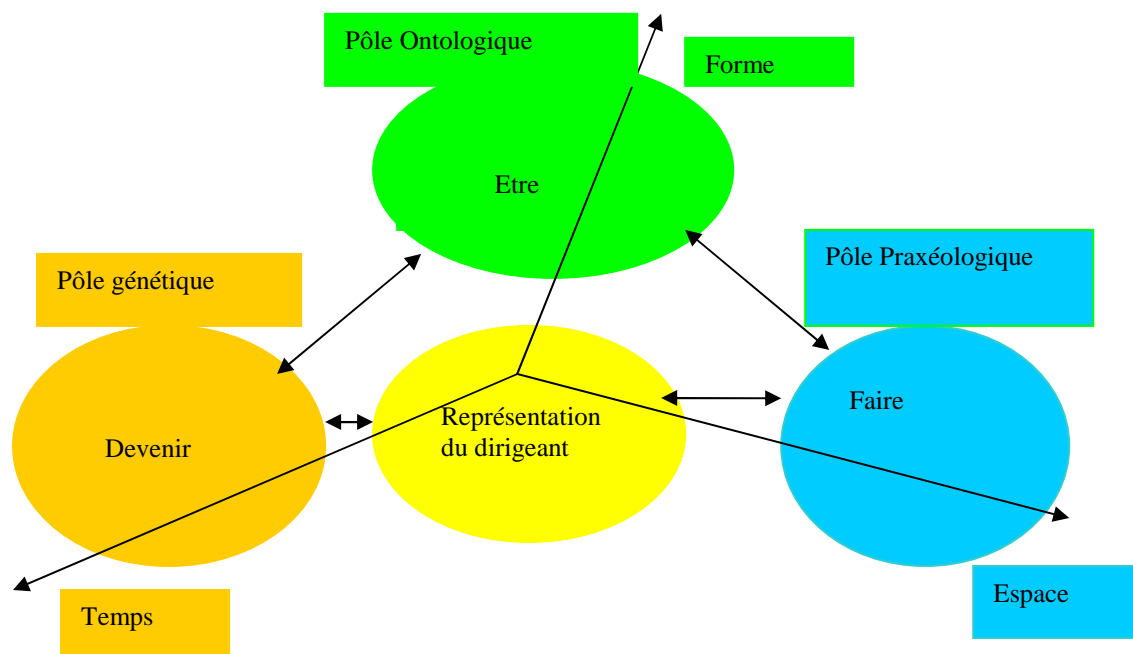 Pôle Ontologique
Forme
Etre
Pôle Praxéologique
Pôle génétique
Faire
Représentation
du dirigeant
Devenir
Espace
Temps